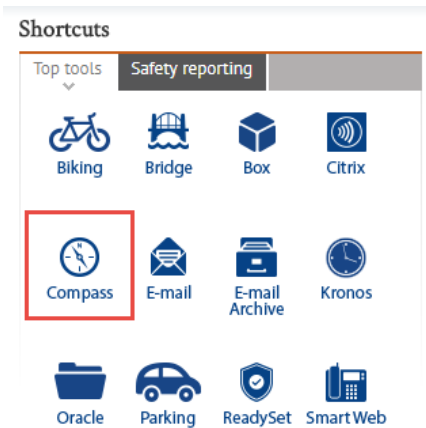 Shortcuts
Top tools Safety reporting
Biking Bridge Box Citrix
Compass E-mail E-mail Archive Kronos
Oracle Parking ReadySet SmartWeb